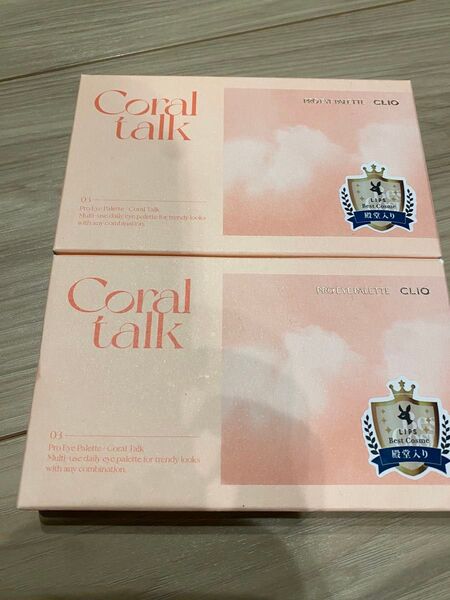 Coral
talk
PRO EYE PALETTE CLIO
03
Pro Eye Palette / Coral Talk
Multi-use daily eye palette for trendy looks
with any combination.
LIPS
Best Cosme
殿堂入り
Coral
talk
PRO EYE PALETTE CLIO
03
Pro Eye Palette / Coral Talk
Multi-use daily eye palette for trendy looks
with any combination.
LIPS
Best Cosme
殿堂入り